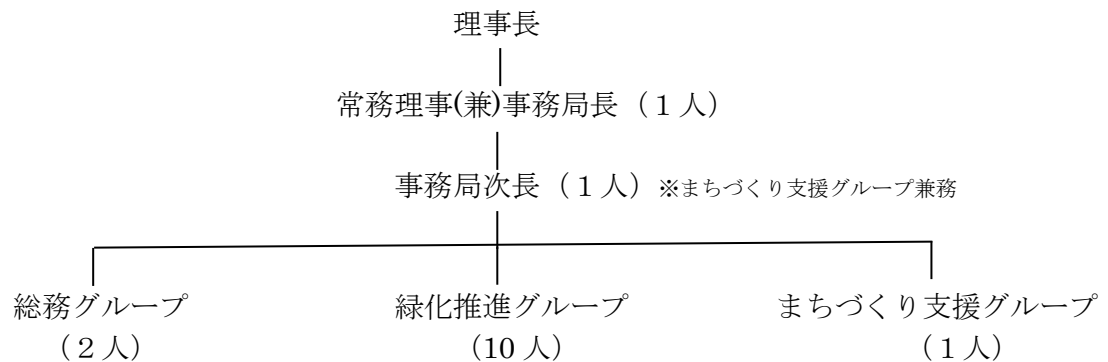 理事長
常務理事(兼)事務局長（１人）
事務局次長（１人）※まちづくり支援グループ兼務
総務グループ
緑化推進グループ
まちづくり支援グループ
（２人）
（10人）
（１人）